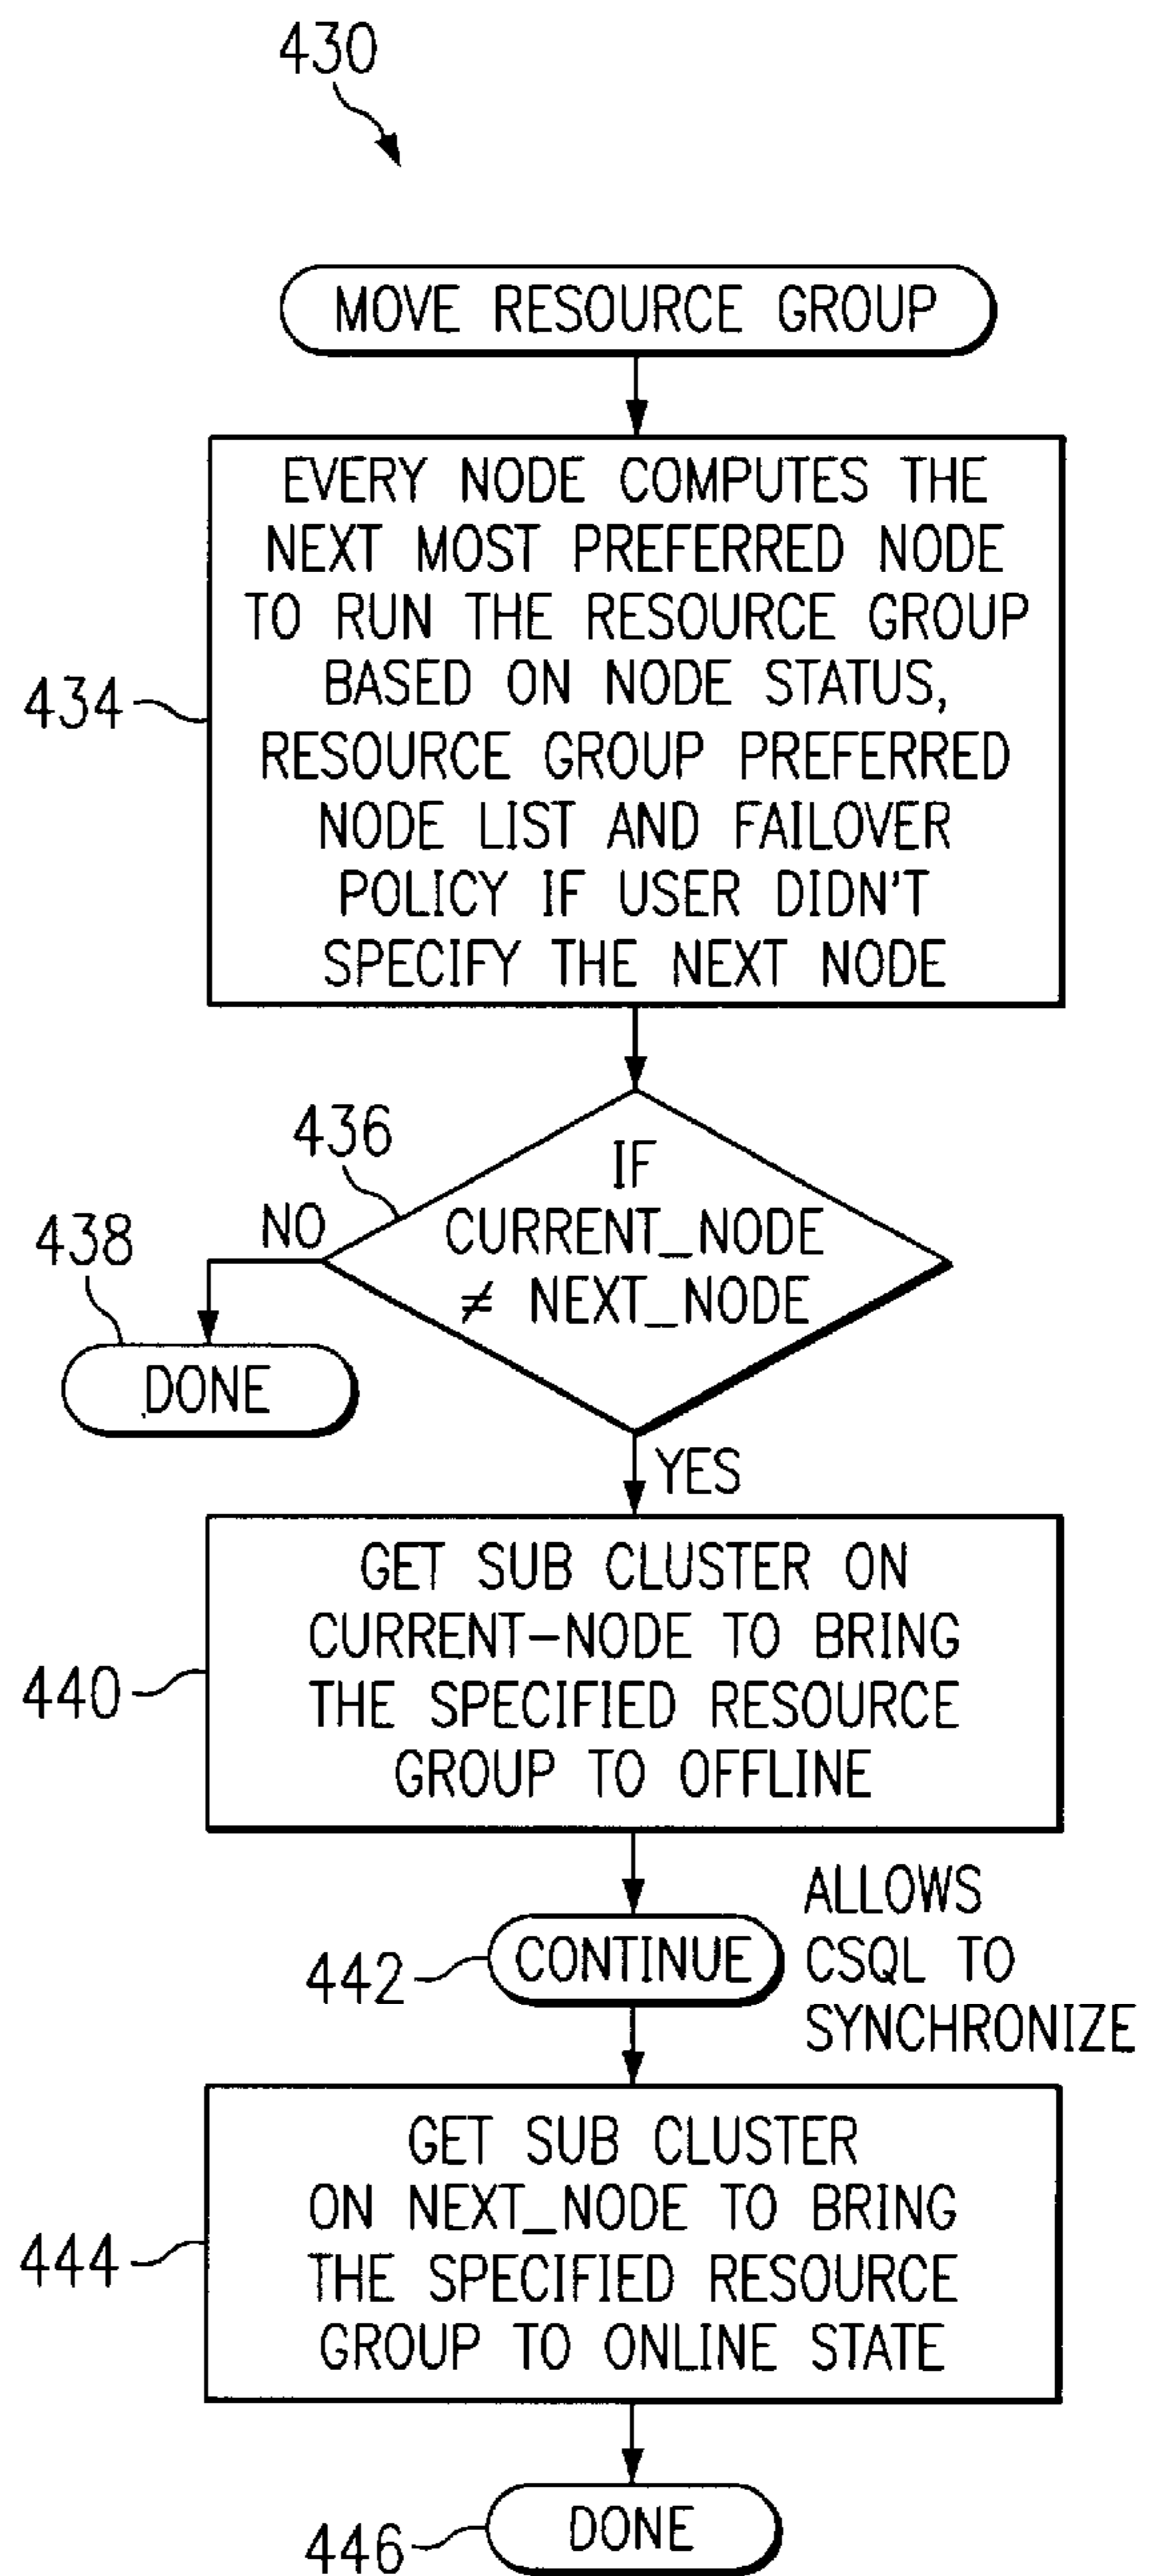 430
MOVE RESOURCE GROUP
EVERY NODE COMPUTES THE
NEXT MOST PREFERRED NODE
TO RUN THE RESOURCE GROUP
BASED ON NODE STATUS,
RESOURCE GROUP PREFERRED
NODE LIST AND FAILOVER
POLICY IF USER DIDN'T
SPECIFY THE NEXT NODE
434
436
IF
CURRENT_NODE
≠ NEXT_NODE
NO
438
DONE
YES
GET SUB CLUSTER ON
CURRENT-NODE TO BRING
THE SPECIFIED RESOURCE
GROUP TO OFFLINE
440
442
CONTINUE
ALLOWS
CSQL TO
SYNCHRONIZE
GET SUB CLUSTER
ON NEXT_NODE TO BRING
THE SPECIFIED RESOURCE
GROUP TO ONLINE STATE
444
446
DONE